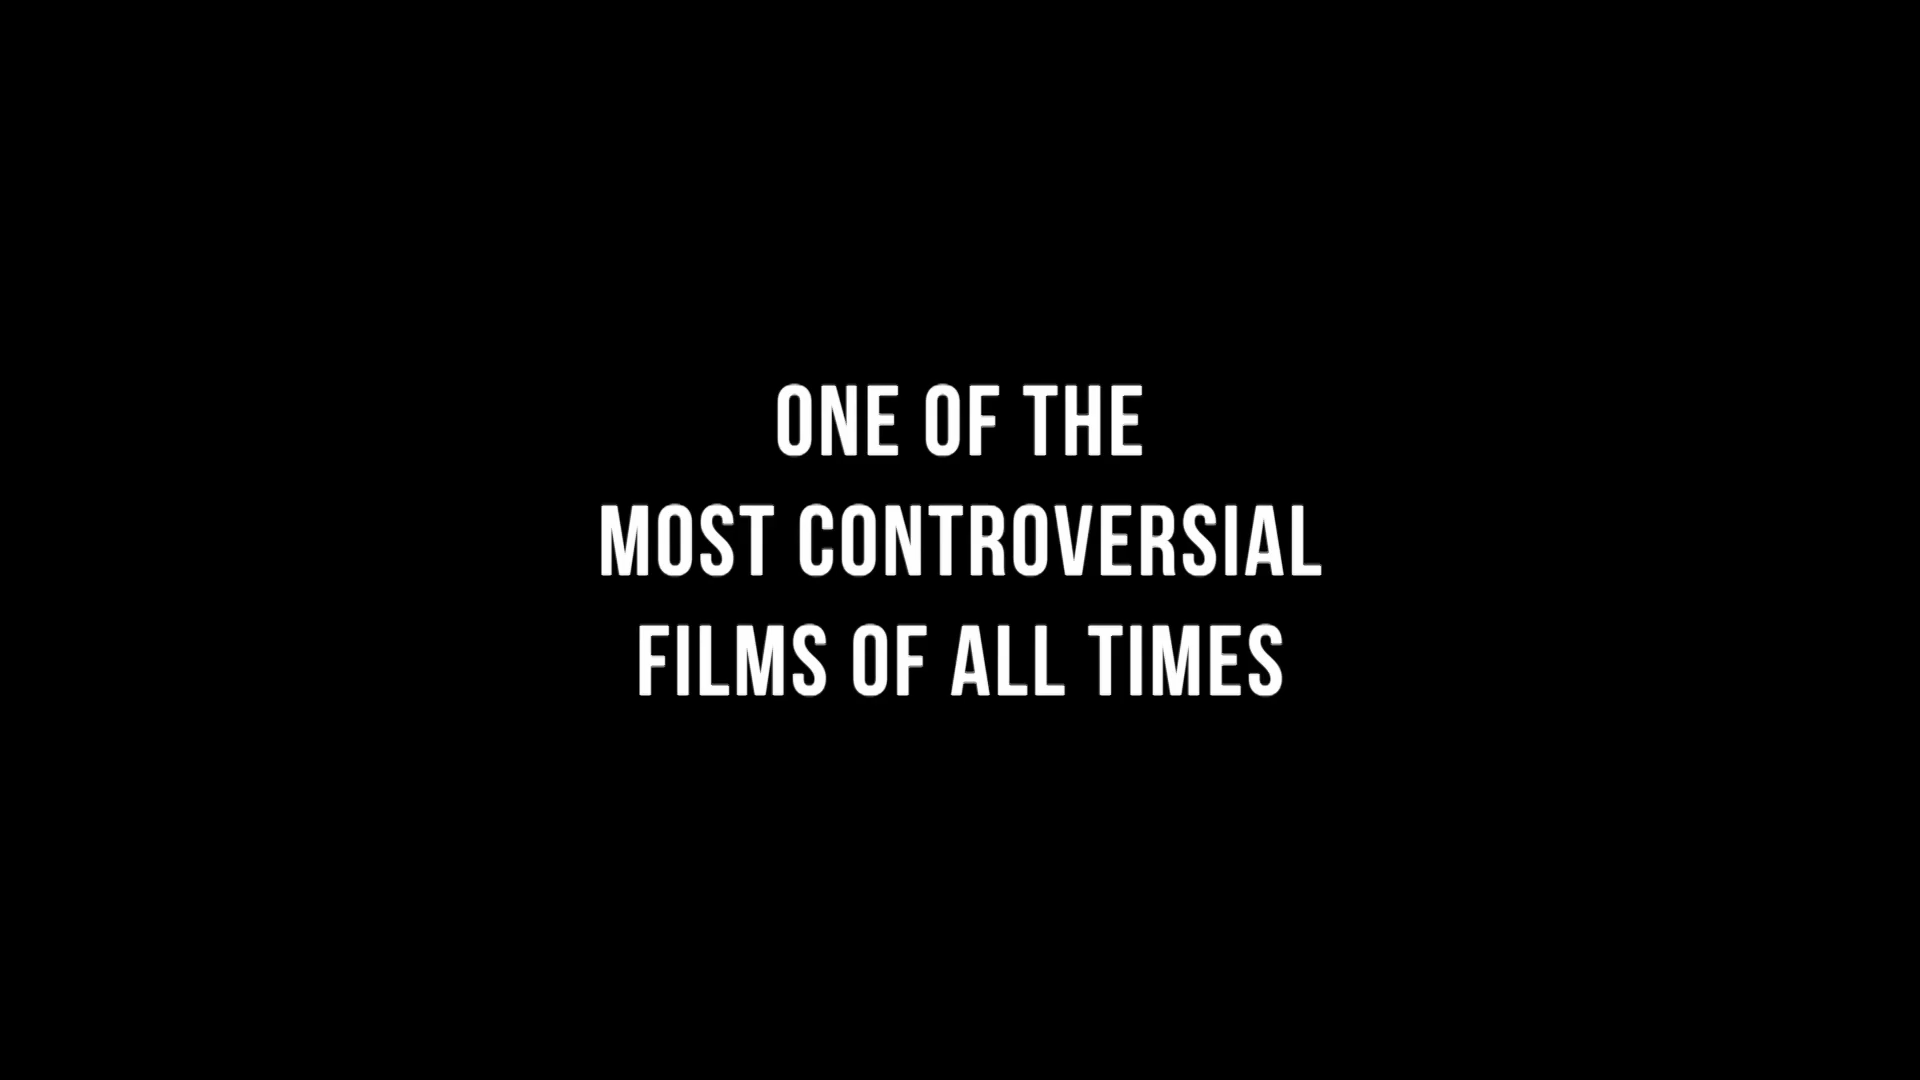 ONE OF THE
MOST CONTROVERSIAL
FILMS OF ALL TIMES